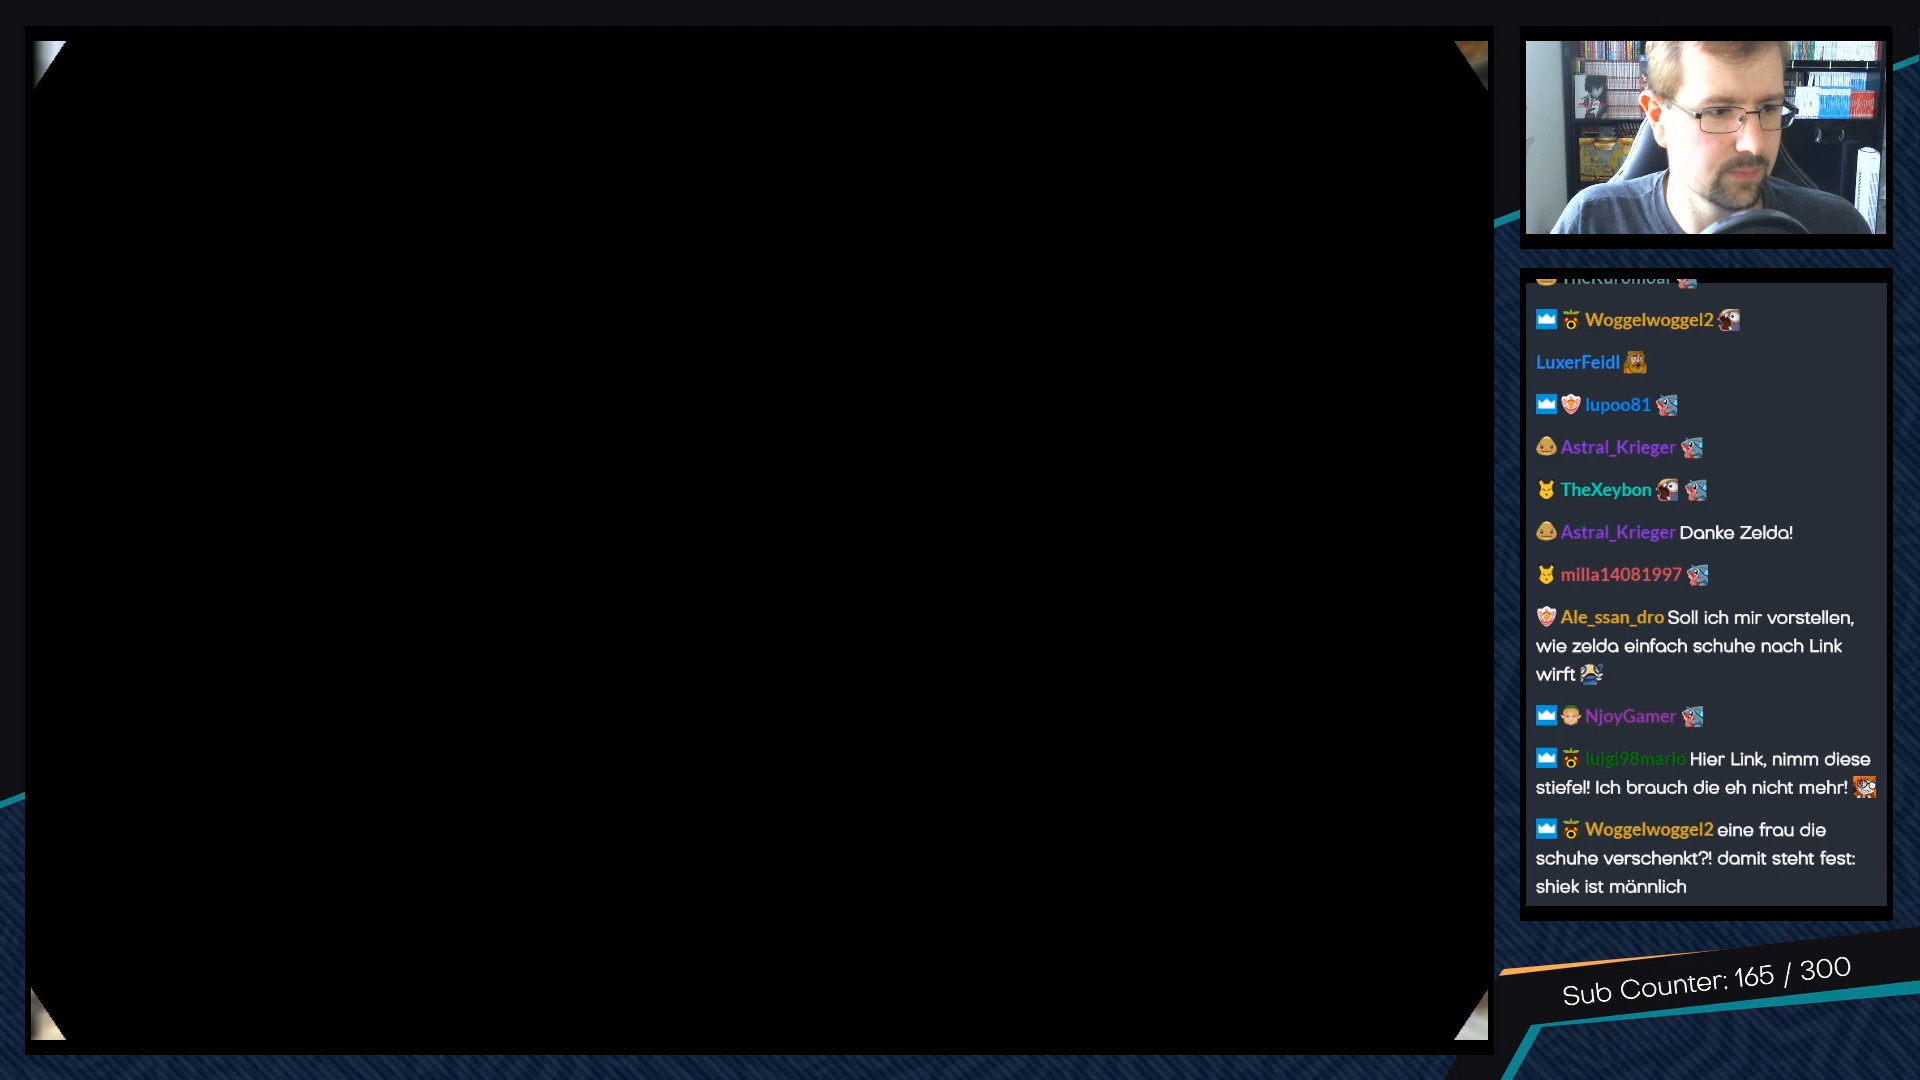 TheKuromoai
Woggelwoggel2
LuxerFeidl
lupoo81
Astral_Krieger
TheXeybon
Astral_Krieger Danke Zelda!
milla14081997
Ale_ssan_dro Soll ich mir vorstellen,
wie zelda einfach schuhe nach Link
wirft
NjoyGamer
luigi98mario Hier Link, nimm diese
stiefel! Ich brauch die eh nicht mehr!
Woggelwoggel2 eine frau die
schuhe verschenkt?! damit steht fest:
shiek ist männlich
Sub Counter: 165 / 300